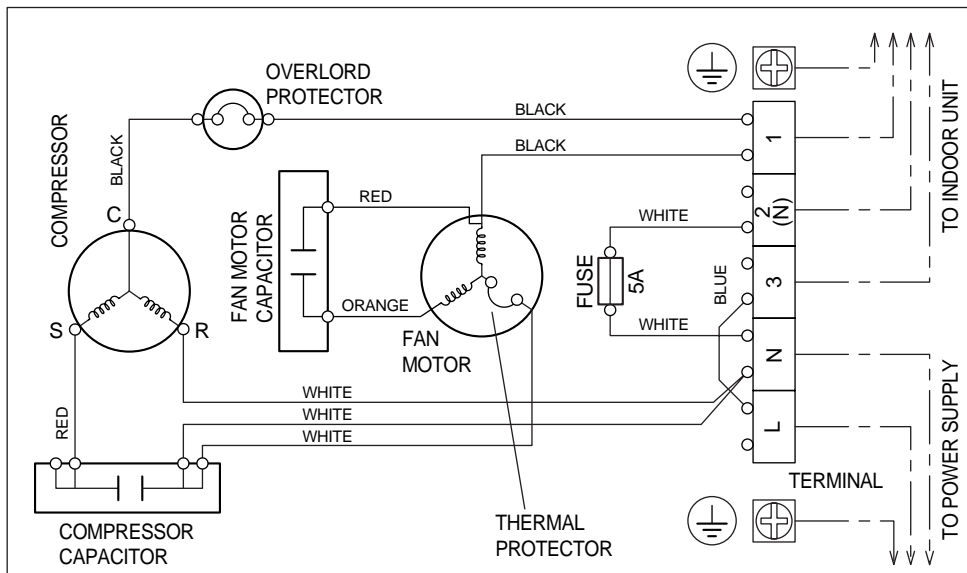 OVERLORD
PROTECTOR
BLACK
BLACK
COMPRESSOR
BLACK
C
S
R
RED
FAN MOTOR
CAPACITOR
RED
ORANGE
FAN
MOTOR
WHITE
FUSE
5A
WHITE
BLUE
1
2
(N)
3
N
L
TERMINAL
TO INDOOR UNIT
TO POWER SUPPLY
WHITE
WHITE
WHITE
COMPRESSOR
CAPACITOR
THERMAL
PROTECTOR